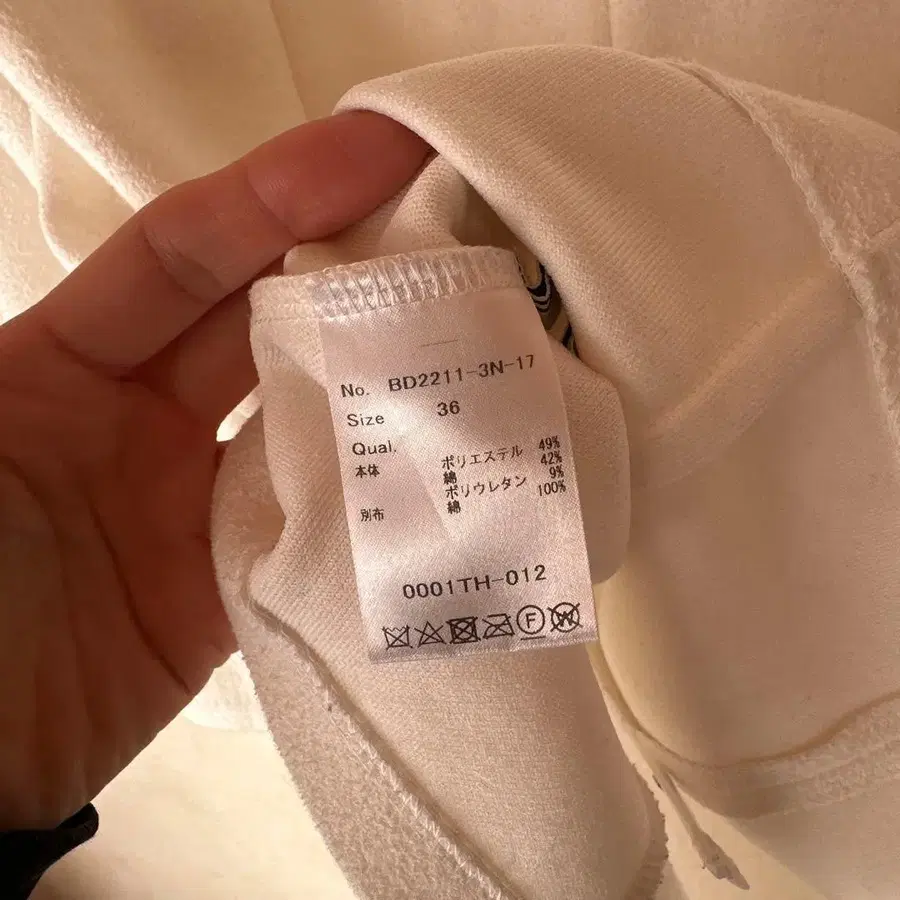 No. BD2211-3N-17
Size 36
Qual.
本体 ポリエステル 49%
綿 42%
ポリウレタン 9%
別布 綿 100%
0001TH-012
F W